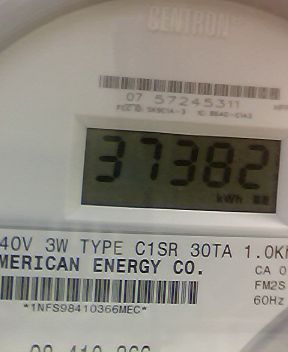 CENTRON
07 57245311
37382
kWh
40V 3W TYPE C1SR 30TA 1.0K
MERICAN ENERGY CO.
CA 0
FM2S
60Hz
*1NFS98410366MEC*